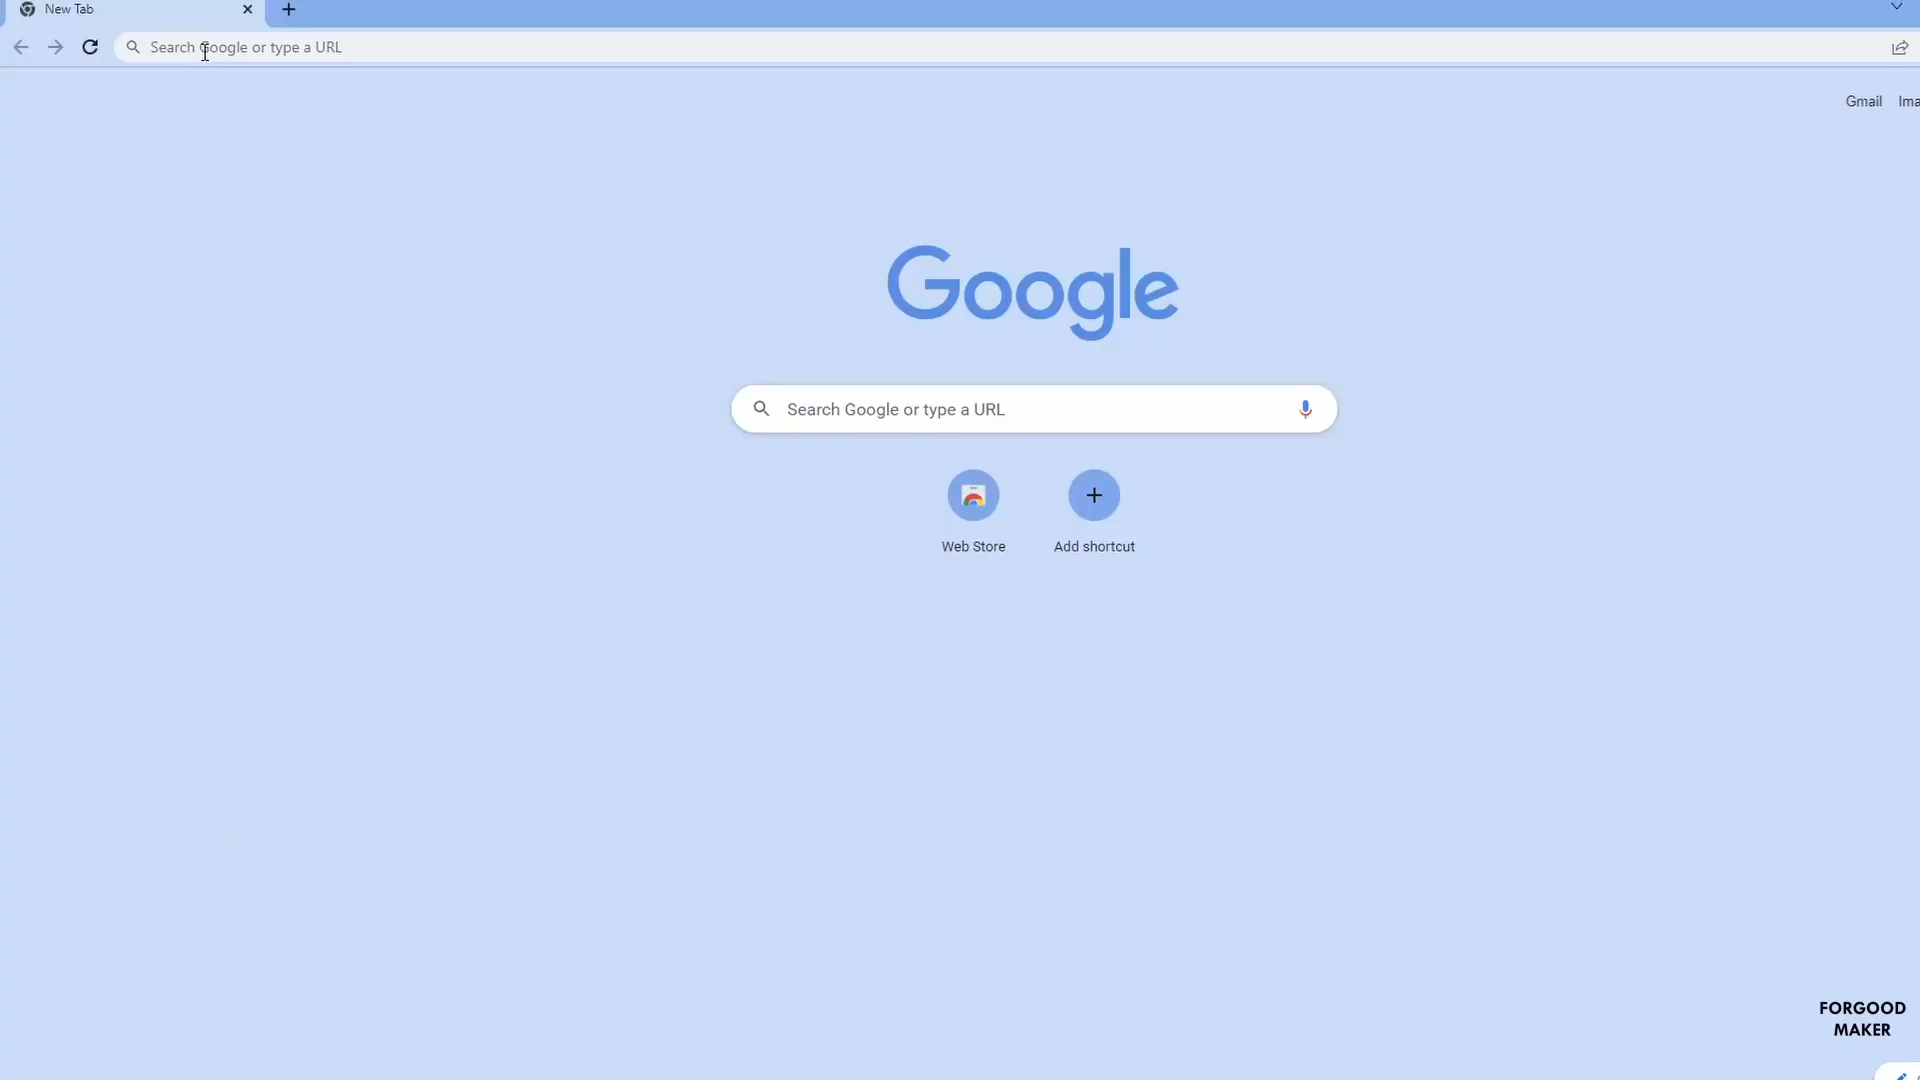 New Tab
Search Google or type a URL
Gmail
Google
Search Google or type a URL
Web Store
Add shortcut
FORGOOD
MAKER